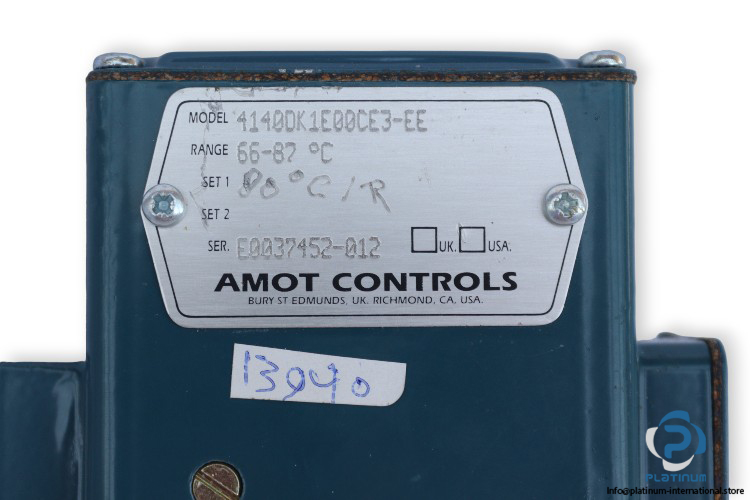 MODEL 4140DK1E00CE3-EE
RANGE 66-87 °C
SET 1 80°C/R
SET 2
SER. E0037452-012 UK. USA.
AMOT CONTROLS
BURY ST EDMUNDS, UK. RICHMOND, CA, USA.
13940
PLATINUM
Info@platinum-international.store